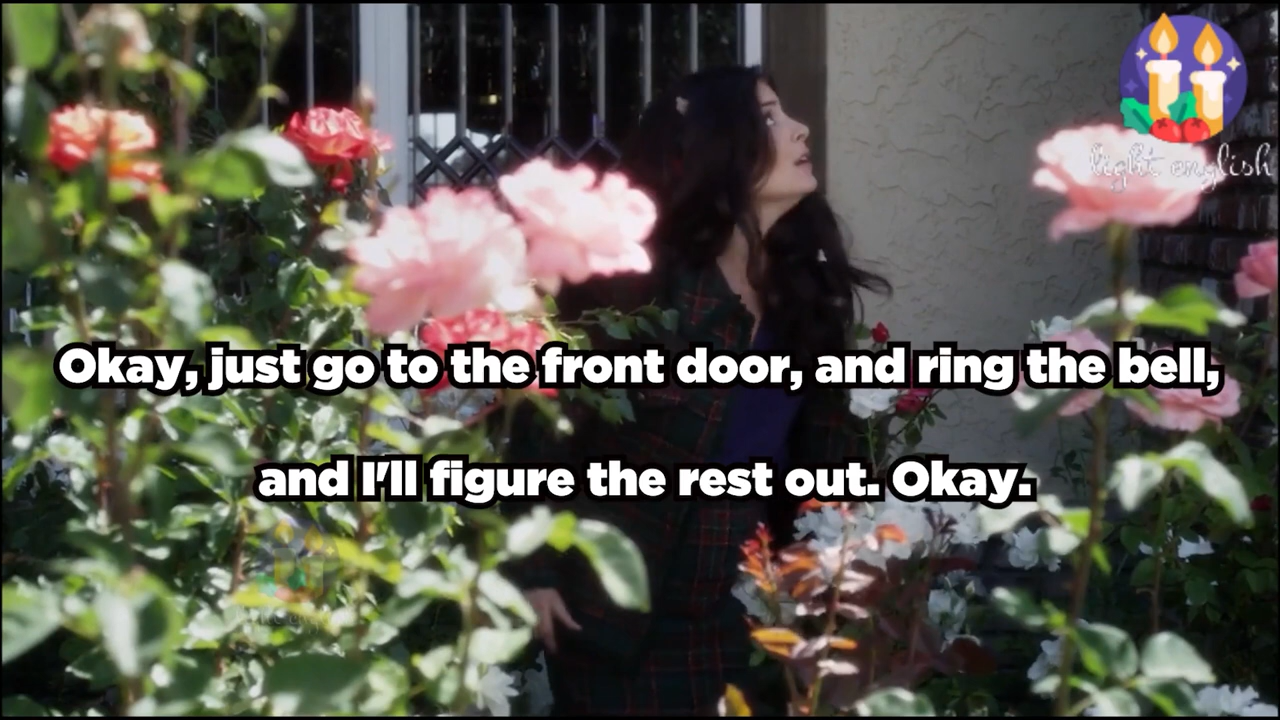 light english
Okay, just go to the front door, and ring the bell,
and I'll figure the rest out. Okay.